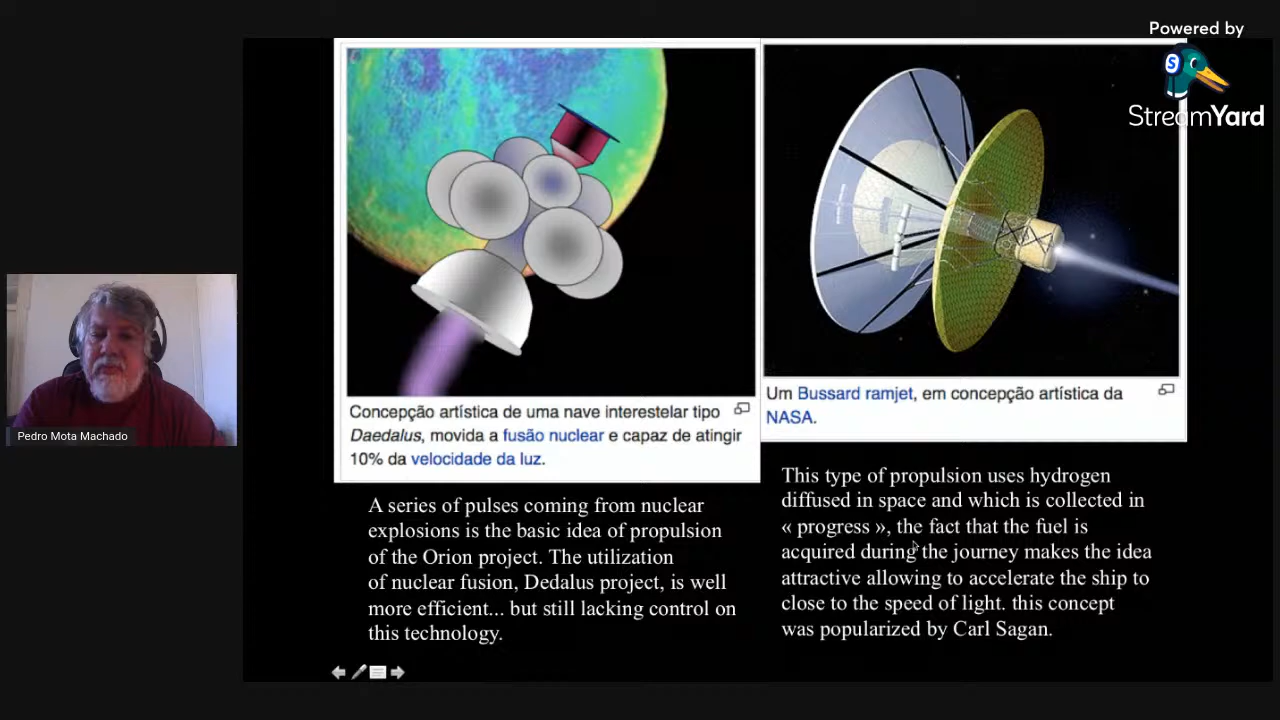 Powered by
StreamYard
Concepção artística de uma nave interestelar tipo
Daedalus, movida a fusão nuclear e capaz de atingir
10% da velocidade da luz.
Um Bussard ramjet, em concepção artística da
NASA.
A series of pulses coming from nuclear
explosions is the basic idea of propulsion
of the Orion project. The utilization
of nuclear fusion, Dedalus project, is well
more efficient... but still lacking control on
this technology.
This type of propulsion uses hydrogen
diffused in space and which is collected in
« progress », the fact that the fuel is
acquired during the journey makes the idea
attractive allowing to accelerate the ship to
close to the speed of light. this concept
was popularized by Carl Sagan.
Pedro Mota Machado